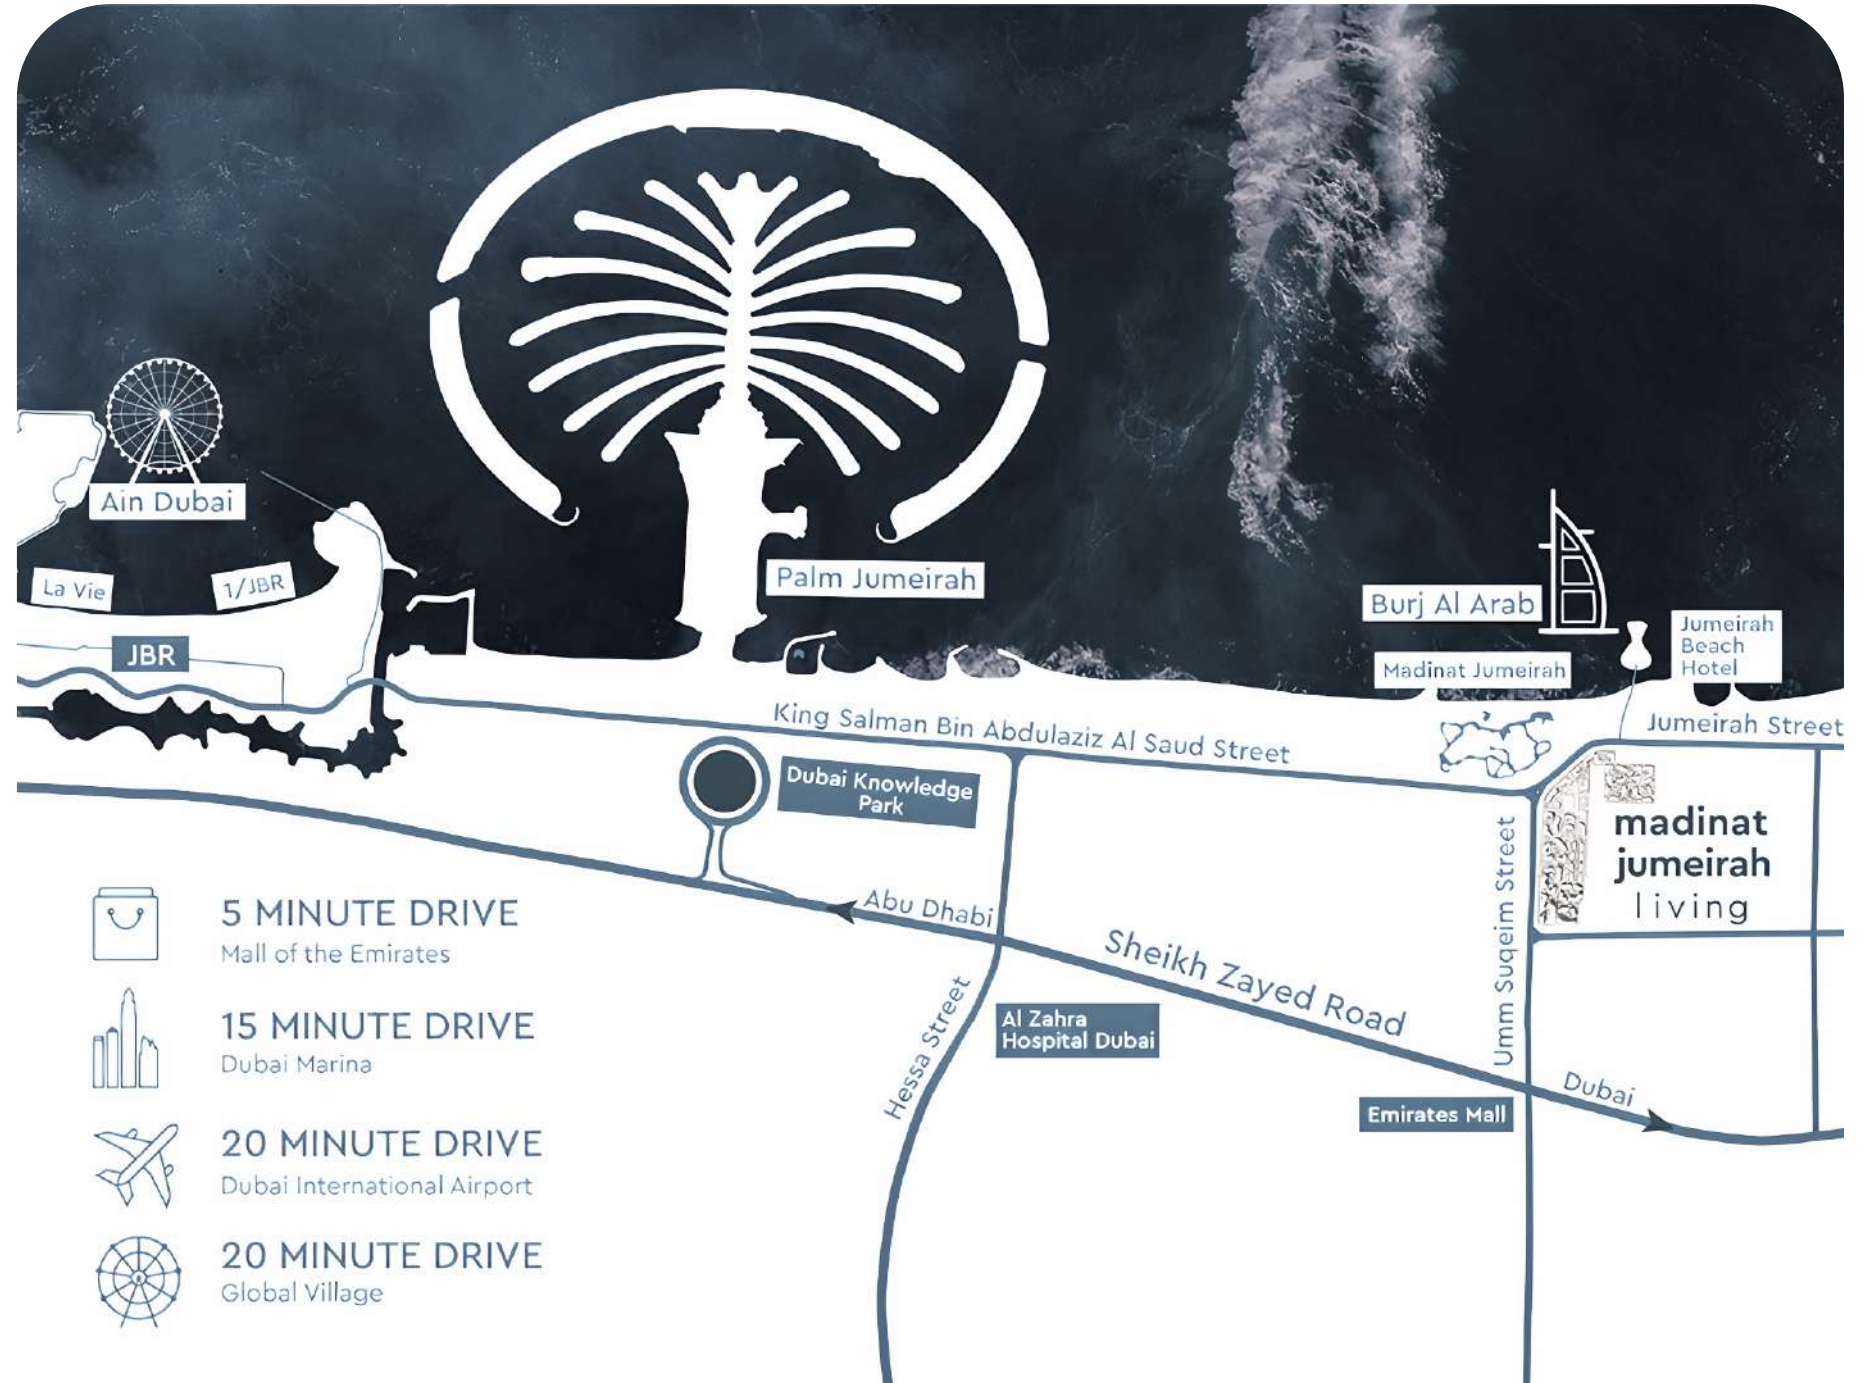 Ain Dubai
La Vie
1/JBR
JBR
Palm Jumeirah
Burj Al Arab
Jumeirah
Beach
Hotel
Madinat Jumeirah
King Salman Bin Abdulaziz Al Saud Street
Jumeirah Street
Dubai Knowledge
Park
madinat
jumeirah
living
Umm Suqeim Street
Abu Dhabi
Sheikh Zayed Road
Hessa Street
Al Zahra
Hospital Dubai
Emirates Mall
Dubai
5 MINUTE DRIVE
Mall of the Emirates
15 MINUTE DRIVE
Dubai Marina
20 MINUTE DRIVE
Dubai International Airport
20 MINUTE DRIVE
Global Village